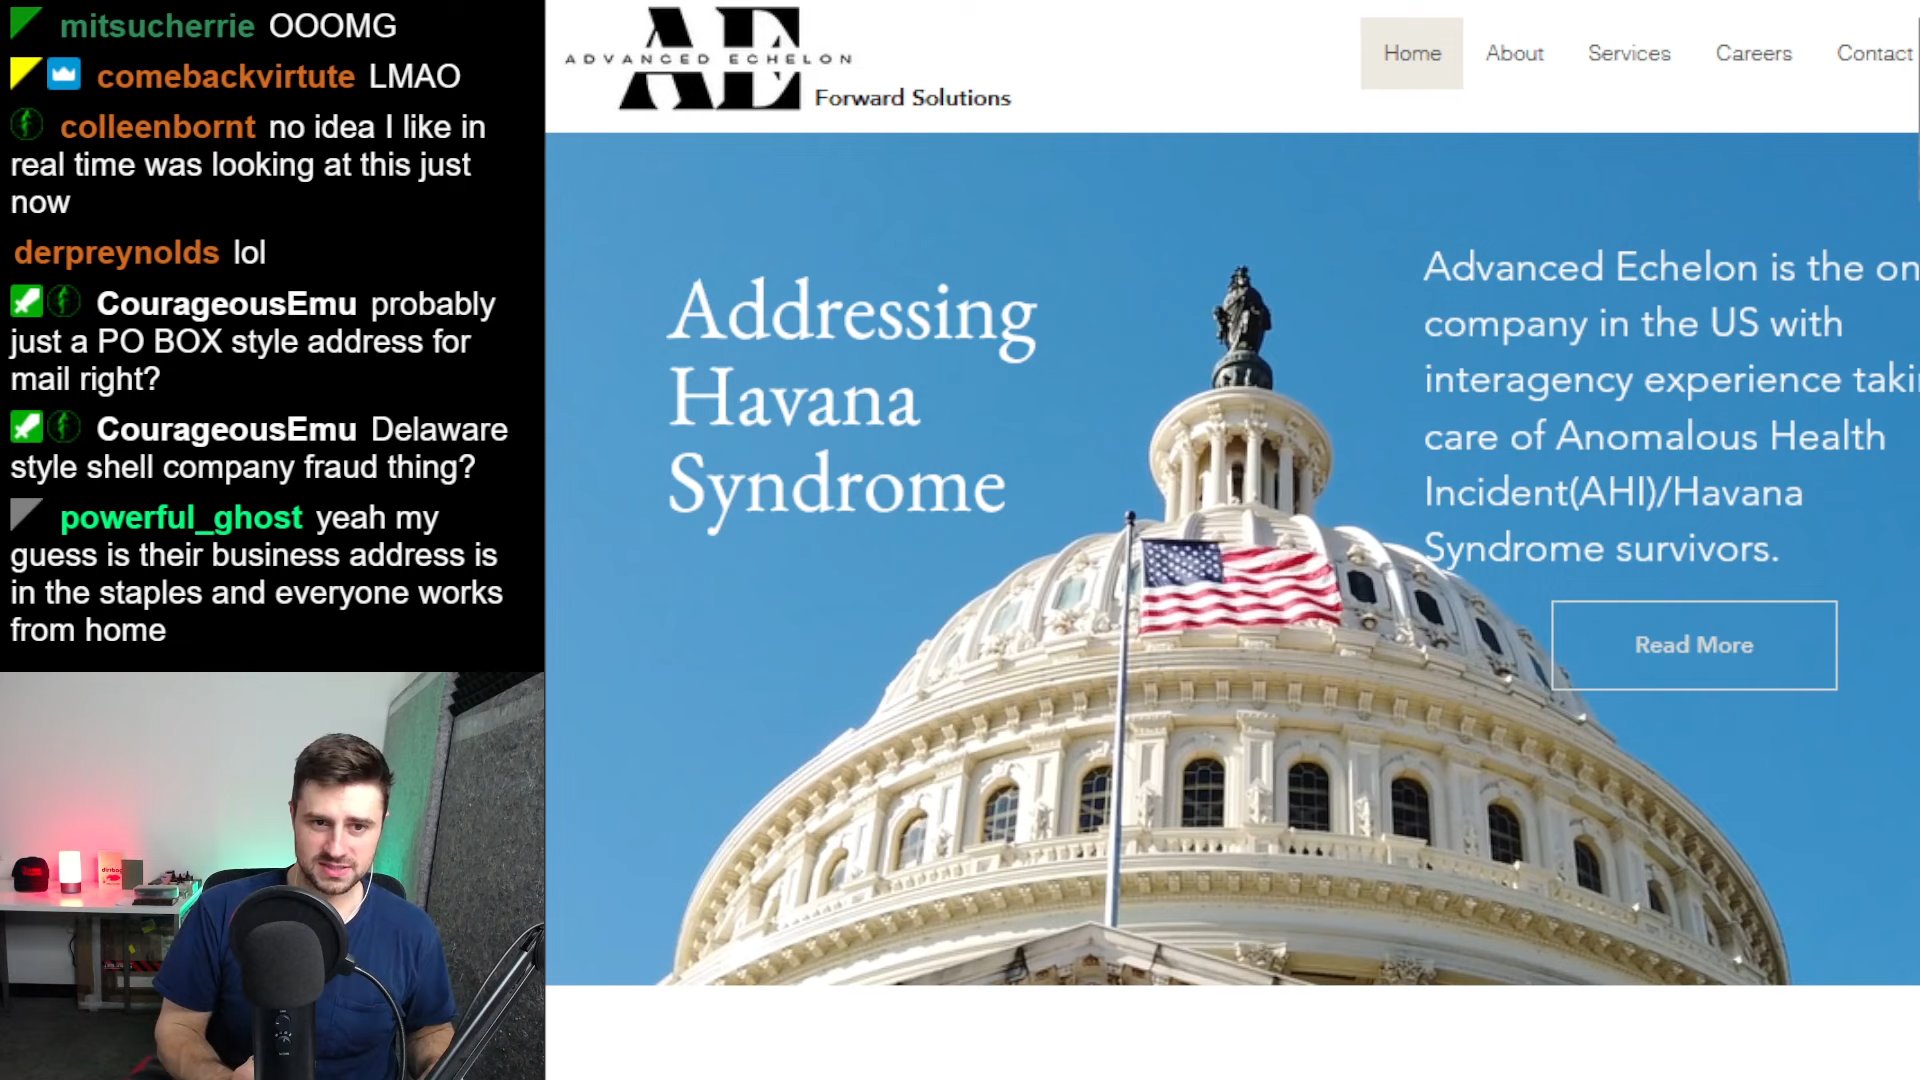 mitsucherrie OOOMG
comebackvirtute LMAO
colleenbornt no idea I like in
real time was looking at this just
now
derpreynolds lol
CourageousEmu probably
just a PO BOX style address for
mail right?
CourageousEmu Delaware
style shell company fraud thing?
powerful_ghost yeah my
guess is their business address is
in the staples and everyone works
from home
AE
ADVANCED ECHELON
Forward Solutions
Home
About
Services
Careers
Contact
Addressing
Havana
Syndrome
Advanced Echelon is the on
company in the US with
interagency experience taki
care of Anomalous Health
Incident(AHI)/Havana
Syndrome survivors.
Read More